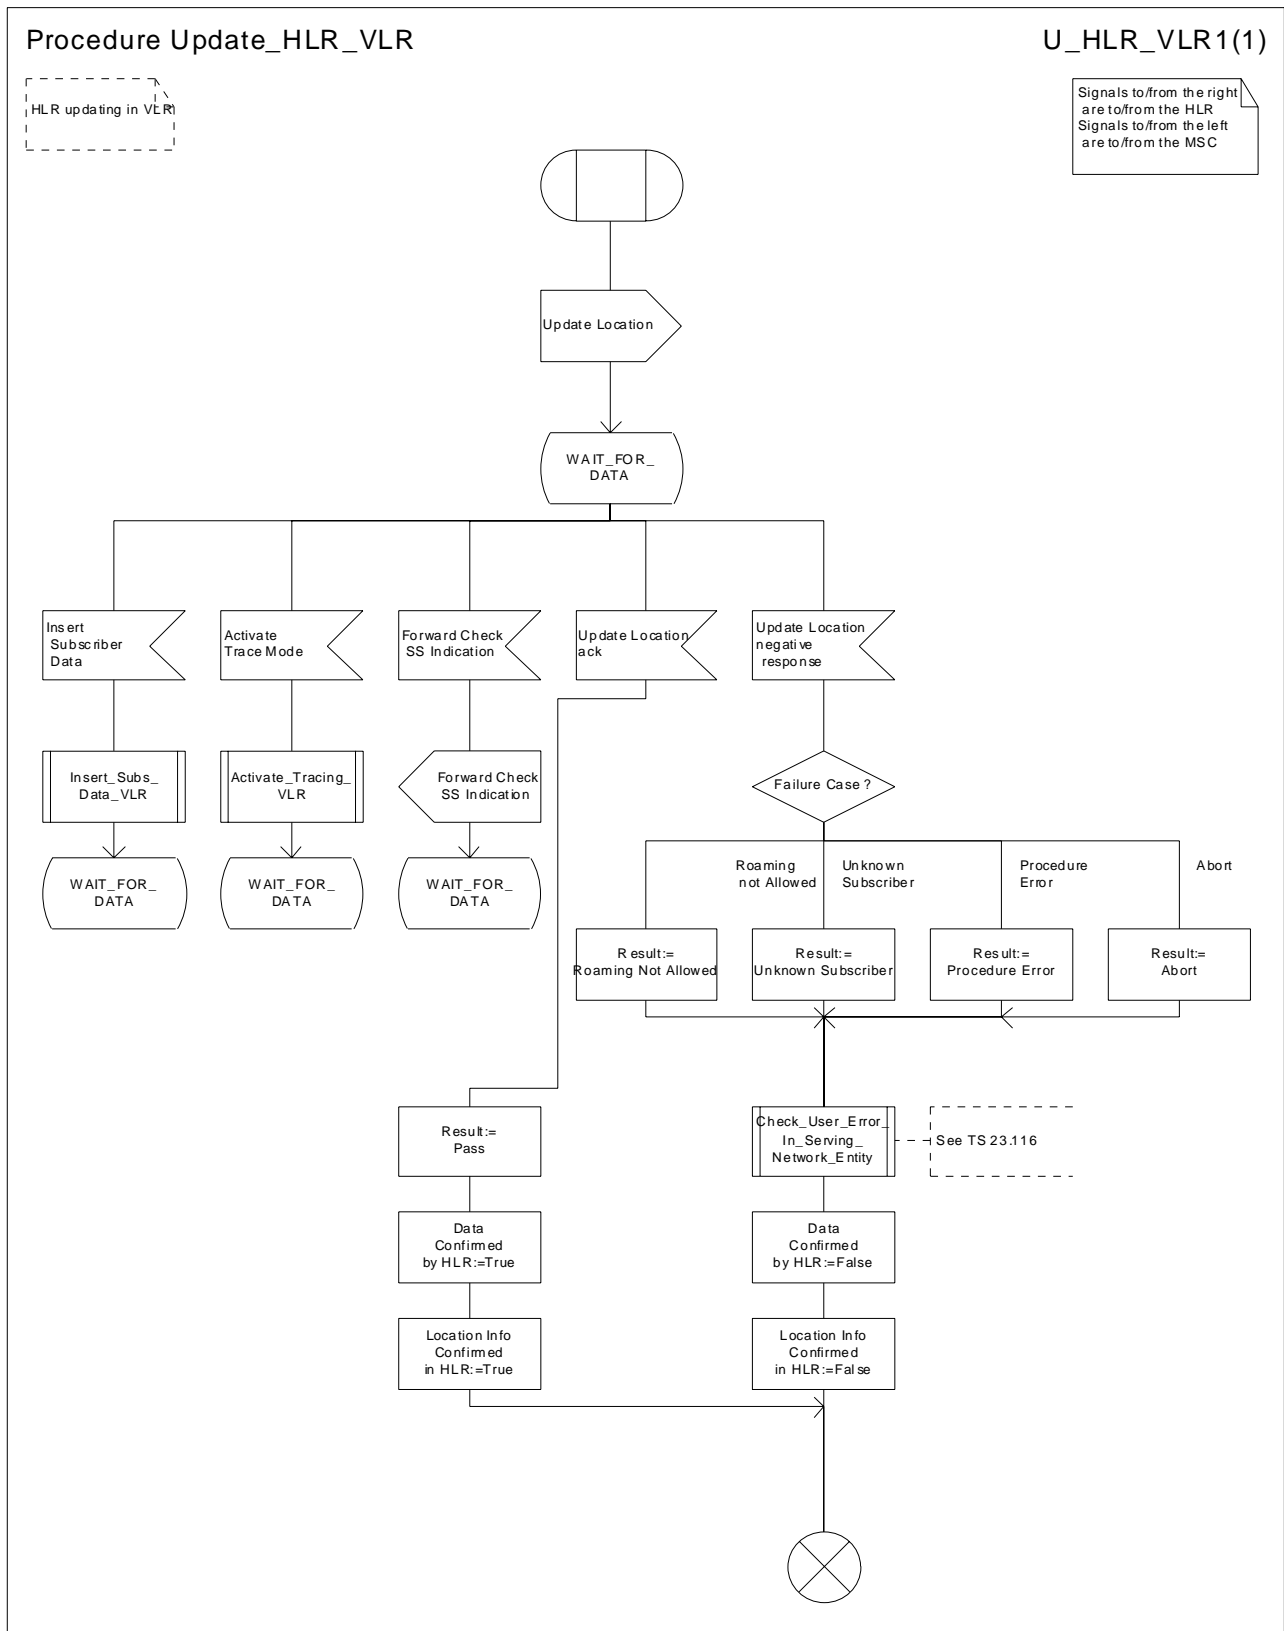 Procedure Update_HLR_VLR
U_HLR_VLR1(1)
HLR updating in VLR
Signals to/from the right
are to/from the HLR
Signals to/from the left
are to/from the MSC
Update Location
WAIT_FOR_
DATA
Insert
Subscriber
Data
Activate
Trace Mode
Forward Check
SS Indication
Update Location
ack
Update Location
negative
response
Insert_Subs_
Data_VLR
Activate_Tracing_
VLR
Forward Check
SS Indication
Failure Case ?
WAIT_FOR_
DATA
WAIT_FOR_
DATA
WAIT_FOR_
DATA
Roaming
not Allowed
Unknown
Subscriber
Procedure
Error
Abort
Result:=
Roaming Not Allowed
Result:=
Unknown Subscriber
Result:=
Procedure Error
Result:=
Abort
Result:=
Pass
Check_User_Error_
In_Serving_
Network_Entity
See TS 23.116
Data
Confirmed
by HLR:=True
Data
Confirmed
by HLR:=False
Location Info
Confirmed
in HLR:=True
Location Info
Confirmed
in HLR:=False